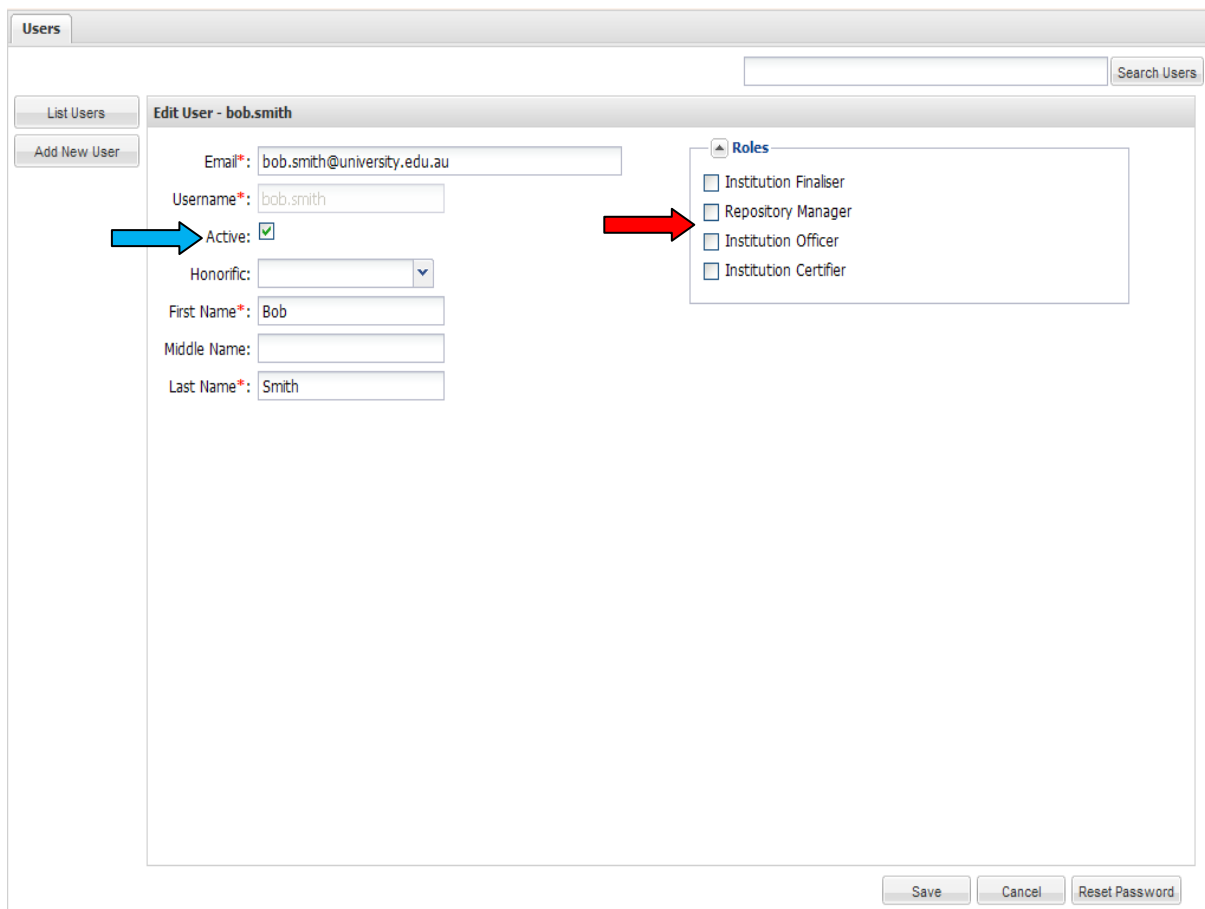 Users
Search Users
List Users
Add New User
Edit User - bob.smith
Email*: bob.smith@university.edu.au
Username*: bob.smith
Active:
Honorific:
First Name*: Bob
Middle Name:
Last Name*: Smith
Roles
Institution Finaliser
Repository Manager
Institution Officer
Institution Certifier
Save Cancel Reset Password